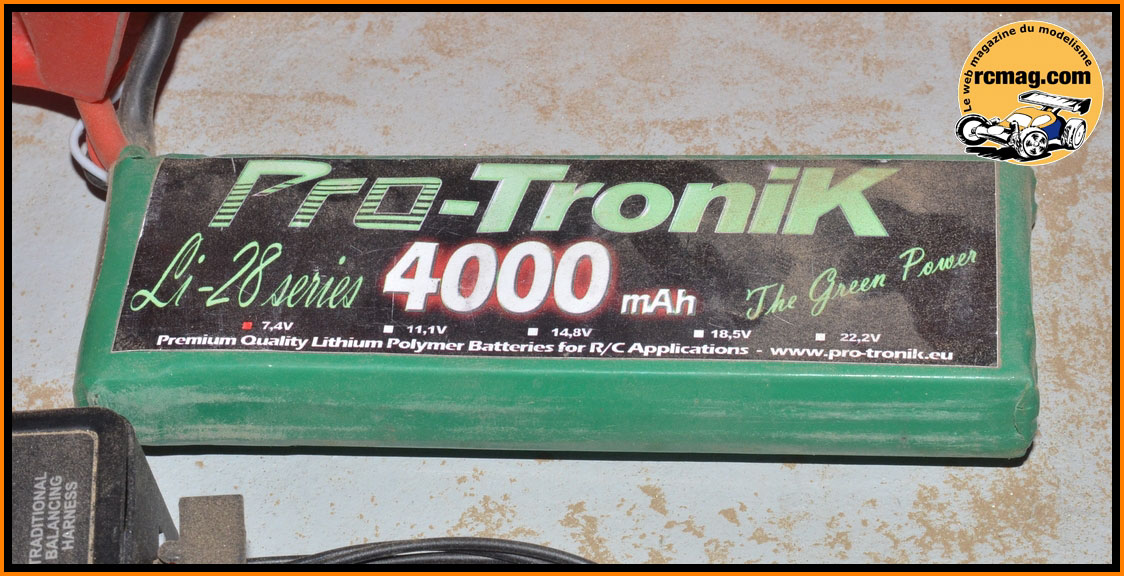 Le web magazine du modelisme
rcmag.com
Pro-TroniK
Li-28 series
4000 mAh
The Green Power
7,4V 11,1V 14,8V 18,5V 22,2V
Premium Quality Lithium Polymer Batteries for R/C Applications - www.pro-tronik.eu
TRADITIONAL
BALANCING
HARNESS